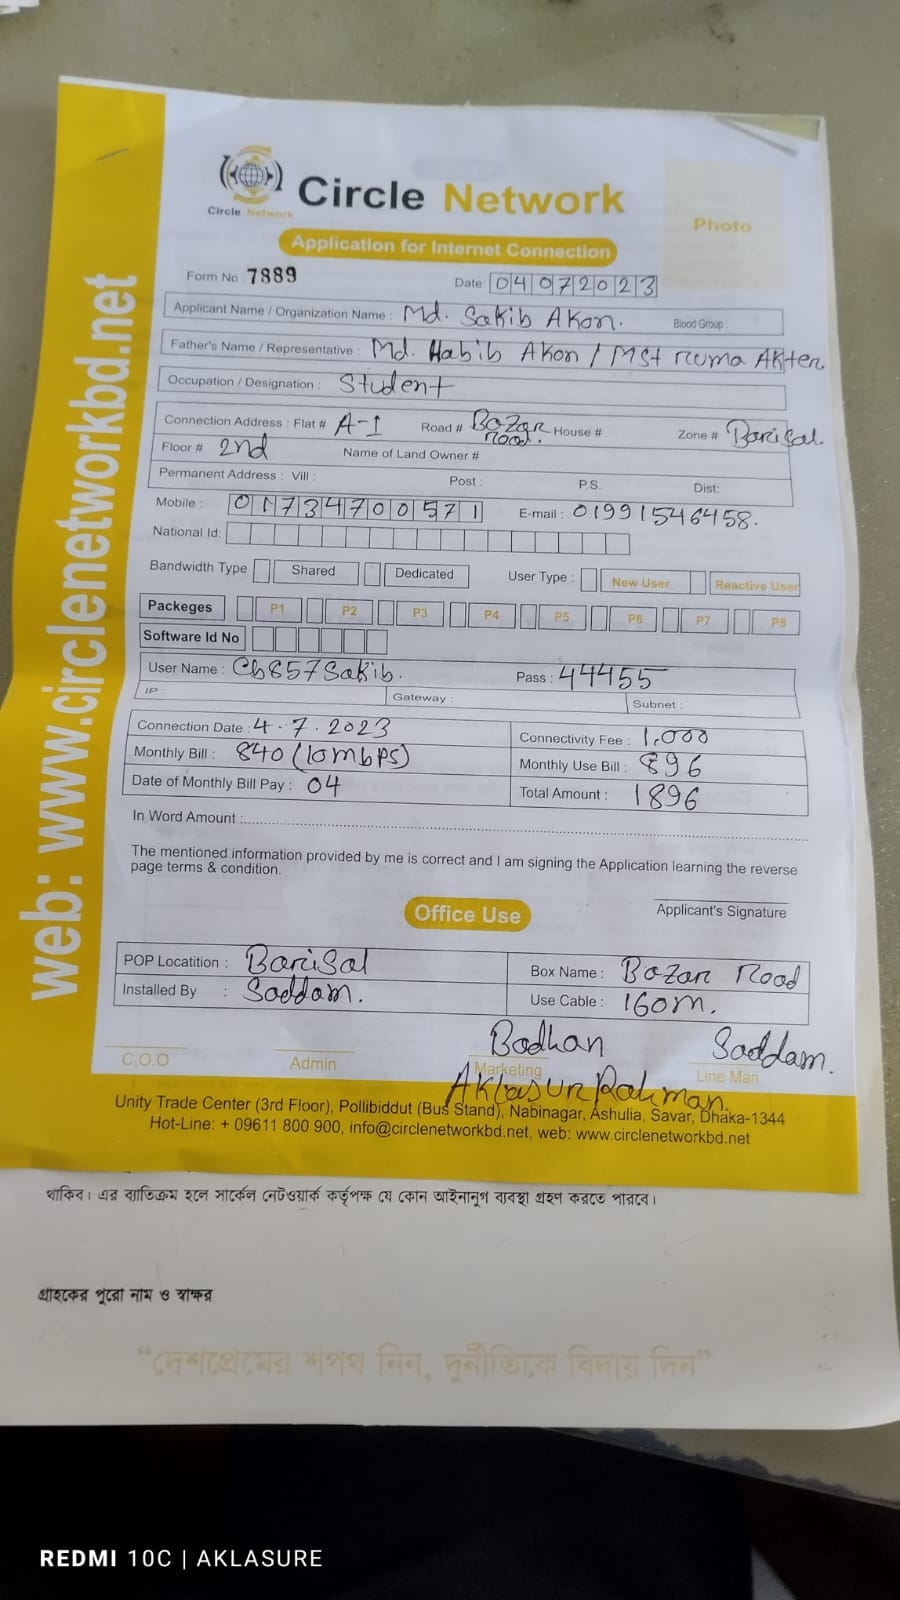 web: www.circlenetworkbd.net
Circle Network
Circle Network
Photo
Application for Internet Connection
Form No : 7889 Date: 04072023
Applicant Name / Organization Name : Md. Sakib Akon. Blood Group :
Father's Name / Representative : Md. Habib Akon / Mst ruma Akter
Occupation / Designation : Student
Connection Address : Flat # A-1 Road # Bazar Road. House # Zone # Barisal.
Floor # 2nd Name of Land Owner #
Permanent Address : Vill : Post : P.S. Dist:
Mobile : 01734700571 E-mail : 01991546458.
National Id:
Bandwidth Type Shared Dedicated User Type : New User Reactive User
Packeges P1 P2 P3 P4 P5 P6 P7 P8
Software Id No
User Name : Cb857Sakib. Pass : 44455
IP : Gateway : Subnet :
Connection Date : 4.7.2023 Connectivity Fee : 1,000
Monthly Bill : 840 (10mbps) Monthly Use Bill : 896
Date of Monthly Bill Pay : 04 Total Amount : 1896
In Word Amount :
The mentioned information provided by me is correct and I am signing the Application learning the reverse
page terms & condition.
Office Use Applicant's Signature
POP Locatition : Barisal Box Name : Bazar Road
Installed By : Saddam. Use Cable : 160m.
Badhan Saddam.
C.O.O Admin Marketing Line Man
Aklasur Rahman.
Unity Trade Center (3rd Floor), Pollibiddut (Bus Stand), Nabinagar, Ashulia, Savar, Dhaka-1344
Hot-Line: + 09611 800 900, info@circlenetworkbd.net, web: www.circlenetworkbd.net
থাকিব। এর ব্যাতিক্রম হলে সার্কেল নেটওয়ার্ক কর্তৃপক্ষ যে কোন আইনানুগ ব্যবস্থা গ্রহণ করতে পারবে।
গ্রাহকের পুরো নাম ও স্বাক্ষর
“দেশপ্রেমের শপথ নিন, দুর্নীতিকে বিদায় দিন”
REDMI 10C | AKLASURE